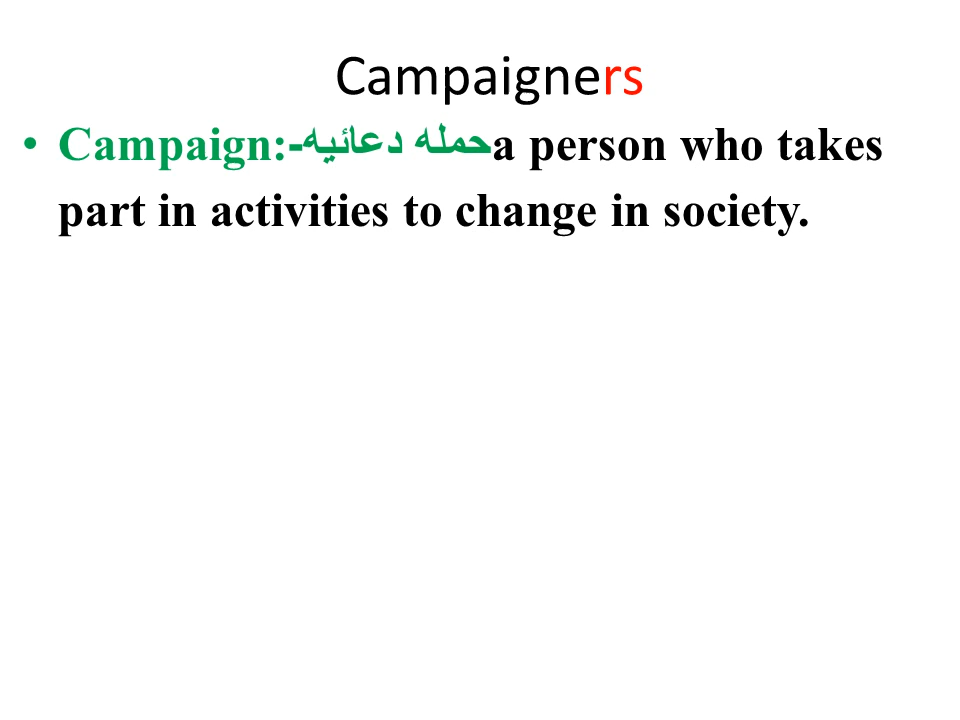 Campaigners
• Campaign:-حمله دعائيه a person who takes
part in activities to change in society.